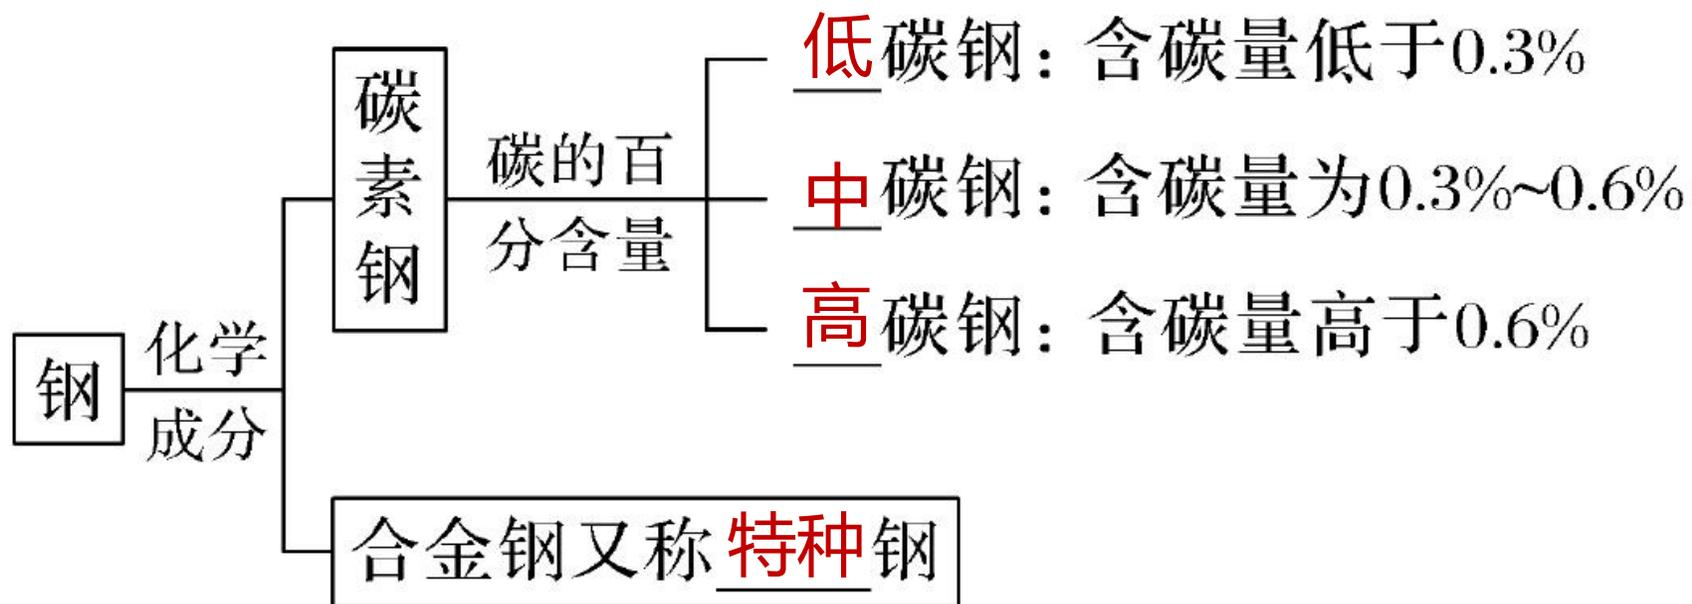 低碳钢：含碳量低于0.3%
碳素钢
碳的百
分含量
中碳钢：含碳量为0.3%~0.6%
高碳钢：含碳量高于0.6%
钢
化学
成分
合金钢又称特种钢